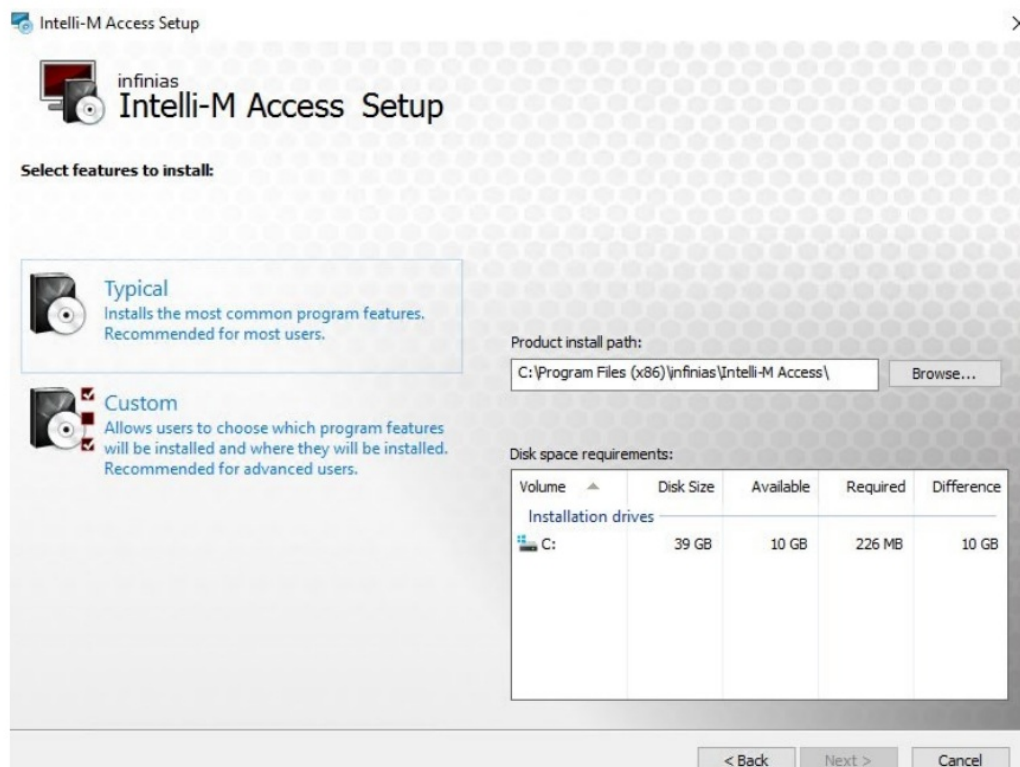 Intelli-M Access Setup
infinias
Intelli-M Access Setup
Select features to install:
Typical
Installs the most common program features.
Recommended for most users.
Custom
Allows users to choose which program features
will be installed and where they will be installed.
Recommended for advanced users.
Product install path:
C:\Program Files (x86)\infinias\Intelli-M Access\
Browse...
Disk space requirements:
Volume Disk Size Available Required Difference
Installation drives
C: 39 GB 10 GB 226 MB 10 GB
< Back Next > Cancel